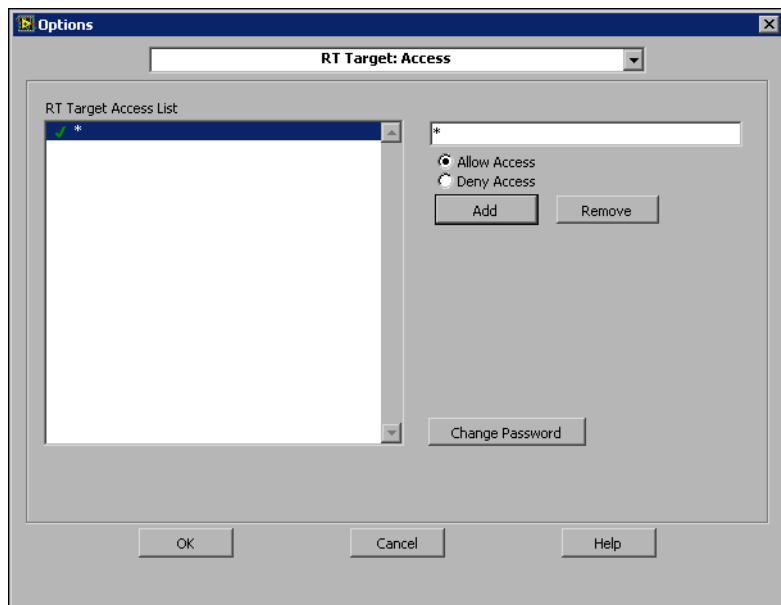 Options
RT Target: Access
RT Target Access List
*
*
Allow Access
Deny Access
Add
Remove
Change Password
OK
Cancel
Help